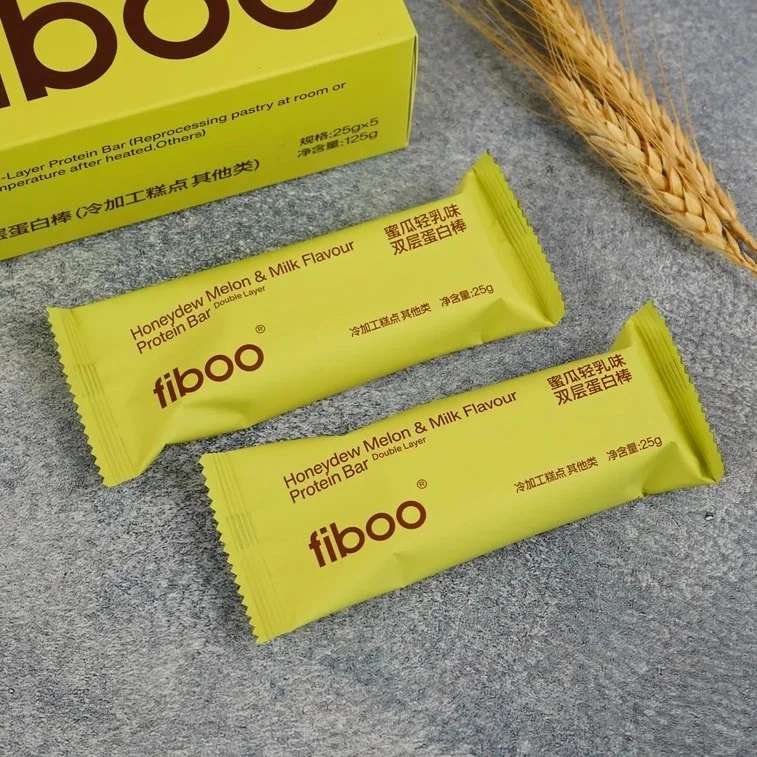 iboo
-Layer Protein Bar (Reprocessing pastry at room or
mperature after heated,Others)
规格:25g×5
净含量:125g
层蛋白棒(冷加工糕点 其他类)
Honeydew Melon & Milk Flavour
Protein Bar Double Layer
fiboo®
蜜瓜轻乳味
双层蛋白棒
冷加工糕点 其他类 净含量:25g
Honeydew Melon & Milk Flavour
Protein Bar Double Layer
fiboo®
蜜瓜轻乳味
双层蛋白棒
冷加工糕点 其他类 净含量:25g